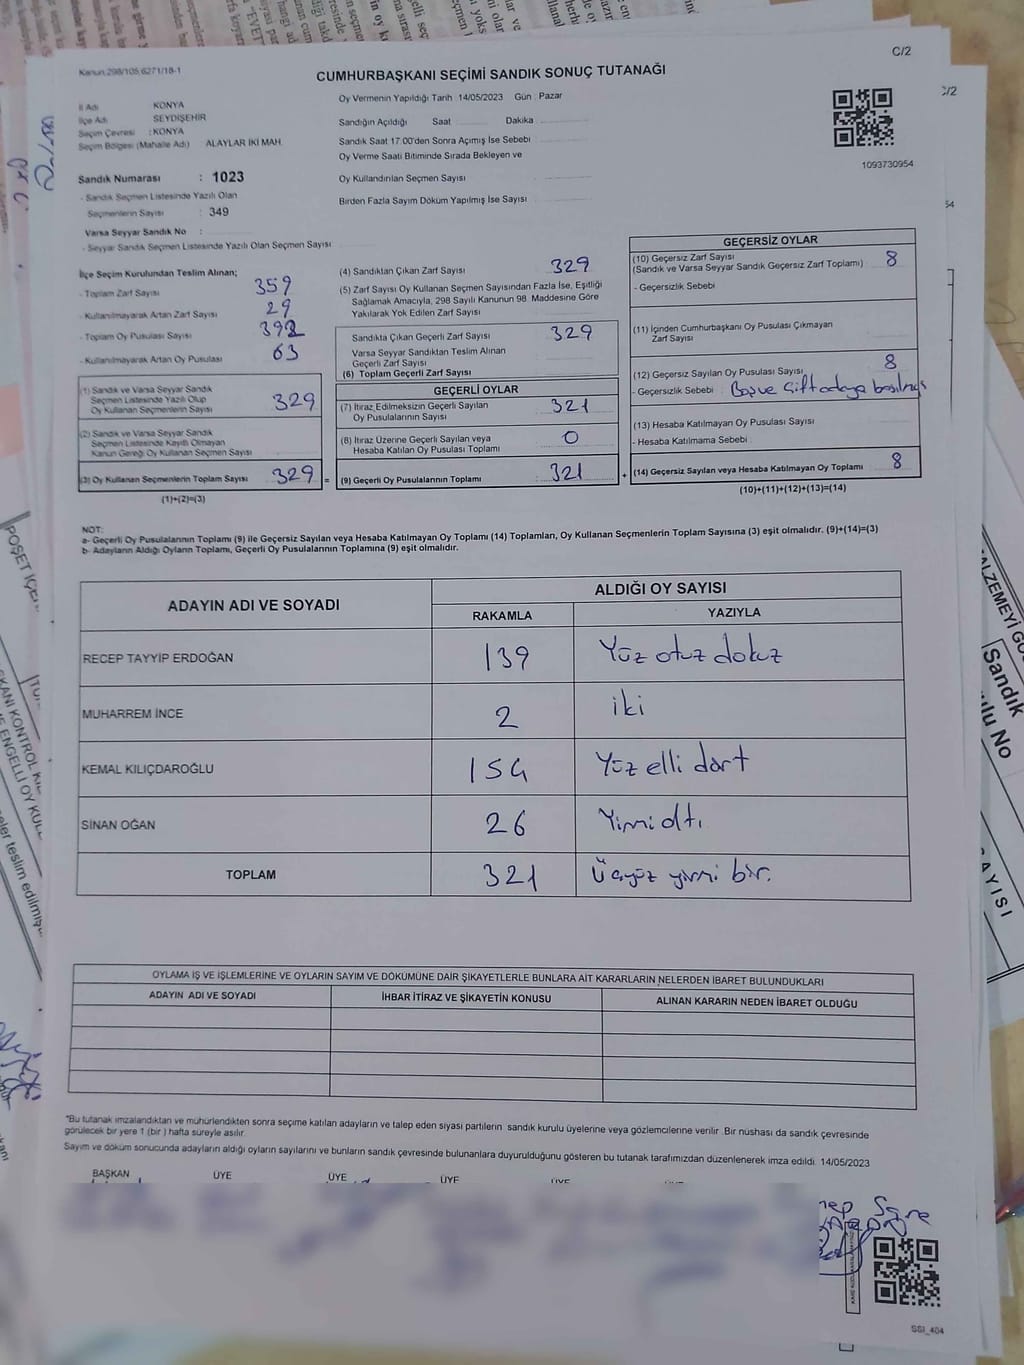 C/2
Kanun:298/105,6271/18-1
CUMHURBAŞKANI SEÇİMİ SANDIK SONUÇ TUTANAĞI
İl Adı KONYA
İlçe Adı SEYDİŞEHİR
Seçim Çevresi : KONYA
Seçim Bölgesi (Mahalle Adı) ALAYLAR İKİ MAH.
Sandık Numarası : 1023
- Sandık Seçmen Listesinde Yazılı Olan
Seçmenlerin Sayısı : 349
Varsa Seyyar Sandık No :
- Seyyar Sandık Seçmen Listesinde Yazılı Olan Seçmen Sayısı
Oy Vermenin Yapıldığı Tarih 14/05/2023 Gün : Pazar
Sandığın Açıldığı Saat Dakika
Sandık Saat 17.00'den Sonra Açımış İse Sebebi
Oy Verme Saati Bitiminde Sırada Bekleyen ve
Oy Kullandırılan Seçmen Sayısı
Birden Fazla Sayım Döküm Yapılmış İse Sayısı
1093730954
İlçe Seçim Kurulundan Teslim Alınan;
- Toplam Zarf Sayısı 359
- Kullanılmayarak Artan Zarf Sayısı 29
- Toplam Oy Pusulası Sayısı 392
- Kullanılmayarak Artan Oy Pusulası 63
(1) Sandık ve Varsa Seyyar Sandık
Seçmen Listesinde Yazılı Olup
Oy Kullanan Seçmenlerin Sayısı 329
(2) Sandık ve Varsa Seyyar Sandık
Seçmen Listesinde Kayıtlı Olmayan
Kanun Gereği Oy Kullanan Seçmen Sayısı
(3) Oy Kullanan Seçmenlerin Toplam Sayısı 329 =
(1)+(2)=(3)
(4) Sandıktan Çıkan Zarf Sayısı 329
(5) Zarf Sayısı Oy Kullanan Seçmen Sayısından Fazla İse, Eşitliği
Sağlamak Amacıyla, 298 Sayılı Kanunun 98. Maddesine Göre
Yakılarak Yok Edilen Zarf Sayısı
Sandıkta Çıkan Geçerli Zarf Sayısı 329
Varsa Seyyar Sandıktan Teslim Alınan
Geçerli Zarf Sayısı
(6) Toplam Geçerli Zarf Sayısı
GEÇERLİ OYLAR
(7) İtiraz Edilmeksizin Geçerli Sayılan
Oy Pusulalarının Sayısı 321
(8) İtiraz Üzerine Geçerli Sayılan veya
Hesaba Katılan Oy Pusulası Toplamı 0
(9) Geçerli Oy Pusulalarının Toplamı 321 +
GEÇERSİZ OYLAR
(10) Geçersiz Zarf Sayısı
(Sandık ve Varsa Seyyar Sandık Geçersiz Zarf Toplamı) 8
- Geçersizlik Sebebi
(11) İçinden Cumhurbaşkanı Oy Pusulası Çıkmayan
Zarf Sayısı
(12) Geçersiz Sayılan Oy Pusulası Sayısı 8
- Geçersizlik Sebebi : Boş ve çift adaya basılmış
(13) Hesaba Katılmayan Oy Pusulası Sayısı
- Hesaba Katılmama Sebebi
(14) Geçersiz Sayılan veya Hesaba Katılmayan Oy Toplamı 8
(10)+(11)+(12)+(13)=(14)
NOT:
a- Geçerli Oy Pusulalarının Toplamı (9) ile Geçersiz Sayılan veya Hesaba Katılmayan Oy Toplamı (14) Toplamları, Oy Kullanan Seçmenlerin Toplam Sayısına (3) eşit olmalıdır. (9)+(14)=(3)
b- Adayların Aldığı Oyların Toplamı, Geçerli Oy Pusulalarının Toplamına (9) eşit olmalıdır.
ADAYIN ADI VE SOYADI ALDIĞI OY SAYISI
RAKAMLA YAZIYLA
RECEP TAYYİP ERDOĞAN 139 Yüz otuz dokuz
MUHARREM İNCE 2 iki
KEMAL KILIÇDAROĞLU 154 Yüz elli dört
SİNAN OĞAN 26 Yirmi altı
TOPLAM 321 Üçyüz yirmi bir.
OYLAMA İŞ VE İŞLEMLERİNE VE OYLARIN SAYIM VE DÖKÜMÜNE DAİR ŞİKAYETLERLE BUNLARA AİT KARARLARIN NELERDEN İBARET BULUNDUKLARI
ADAYIN ADI VE SOYADI İHBAR İTİRAZ VE ŞİKAYETİN KONUSU ALINAN KARARIN NEDEN İBARET OLDUĞU
"Bu tutanak imzalandıktan ve mühürlendikten sonra seçime katılan adayların ve talep eden siyasi partilerin sandık kurulu üyelerine veya gözlemcilerine verilir. Bir nüshası da sandık çevresinde
görülecek bir yere 1 (bir) hafta süreyle asılır.
Sayım ve döküm sonucunda adayların aldığı oyların sayılarını ve bunların sandık çevresinde bulunanlara duyurulduğunu gösteren bu tutanak tarafımızdan düzenlenerek imza edildi. 14/05/2023
BAŞKAN ÜYE ÜYE ÜYE ÜYE
SSI_404
Sandık